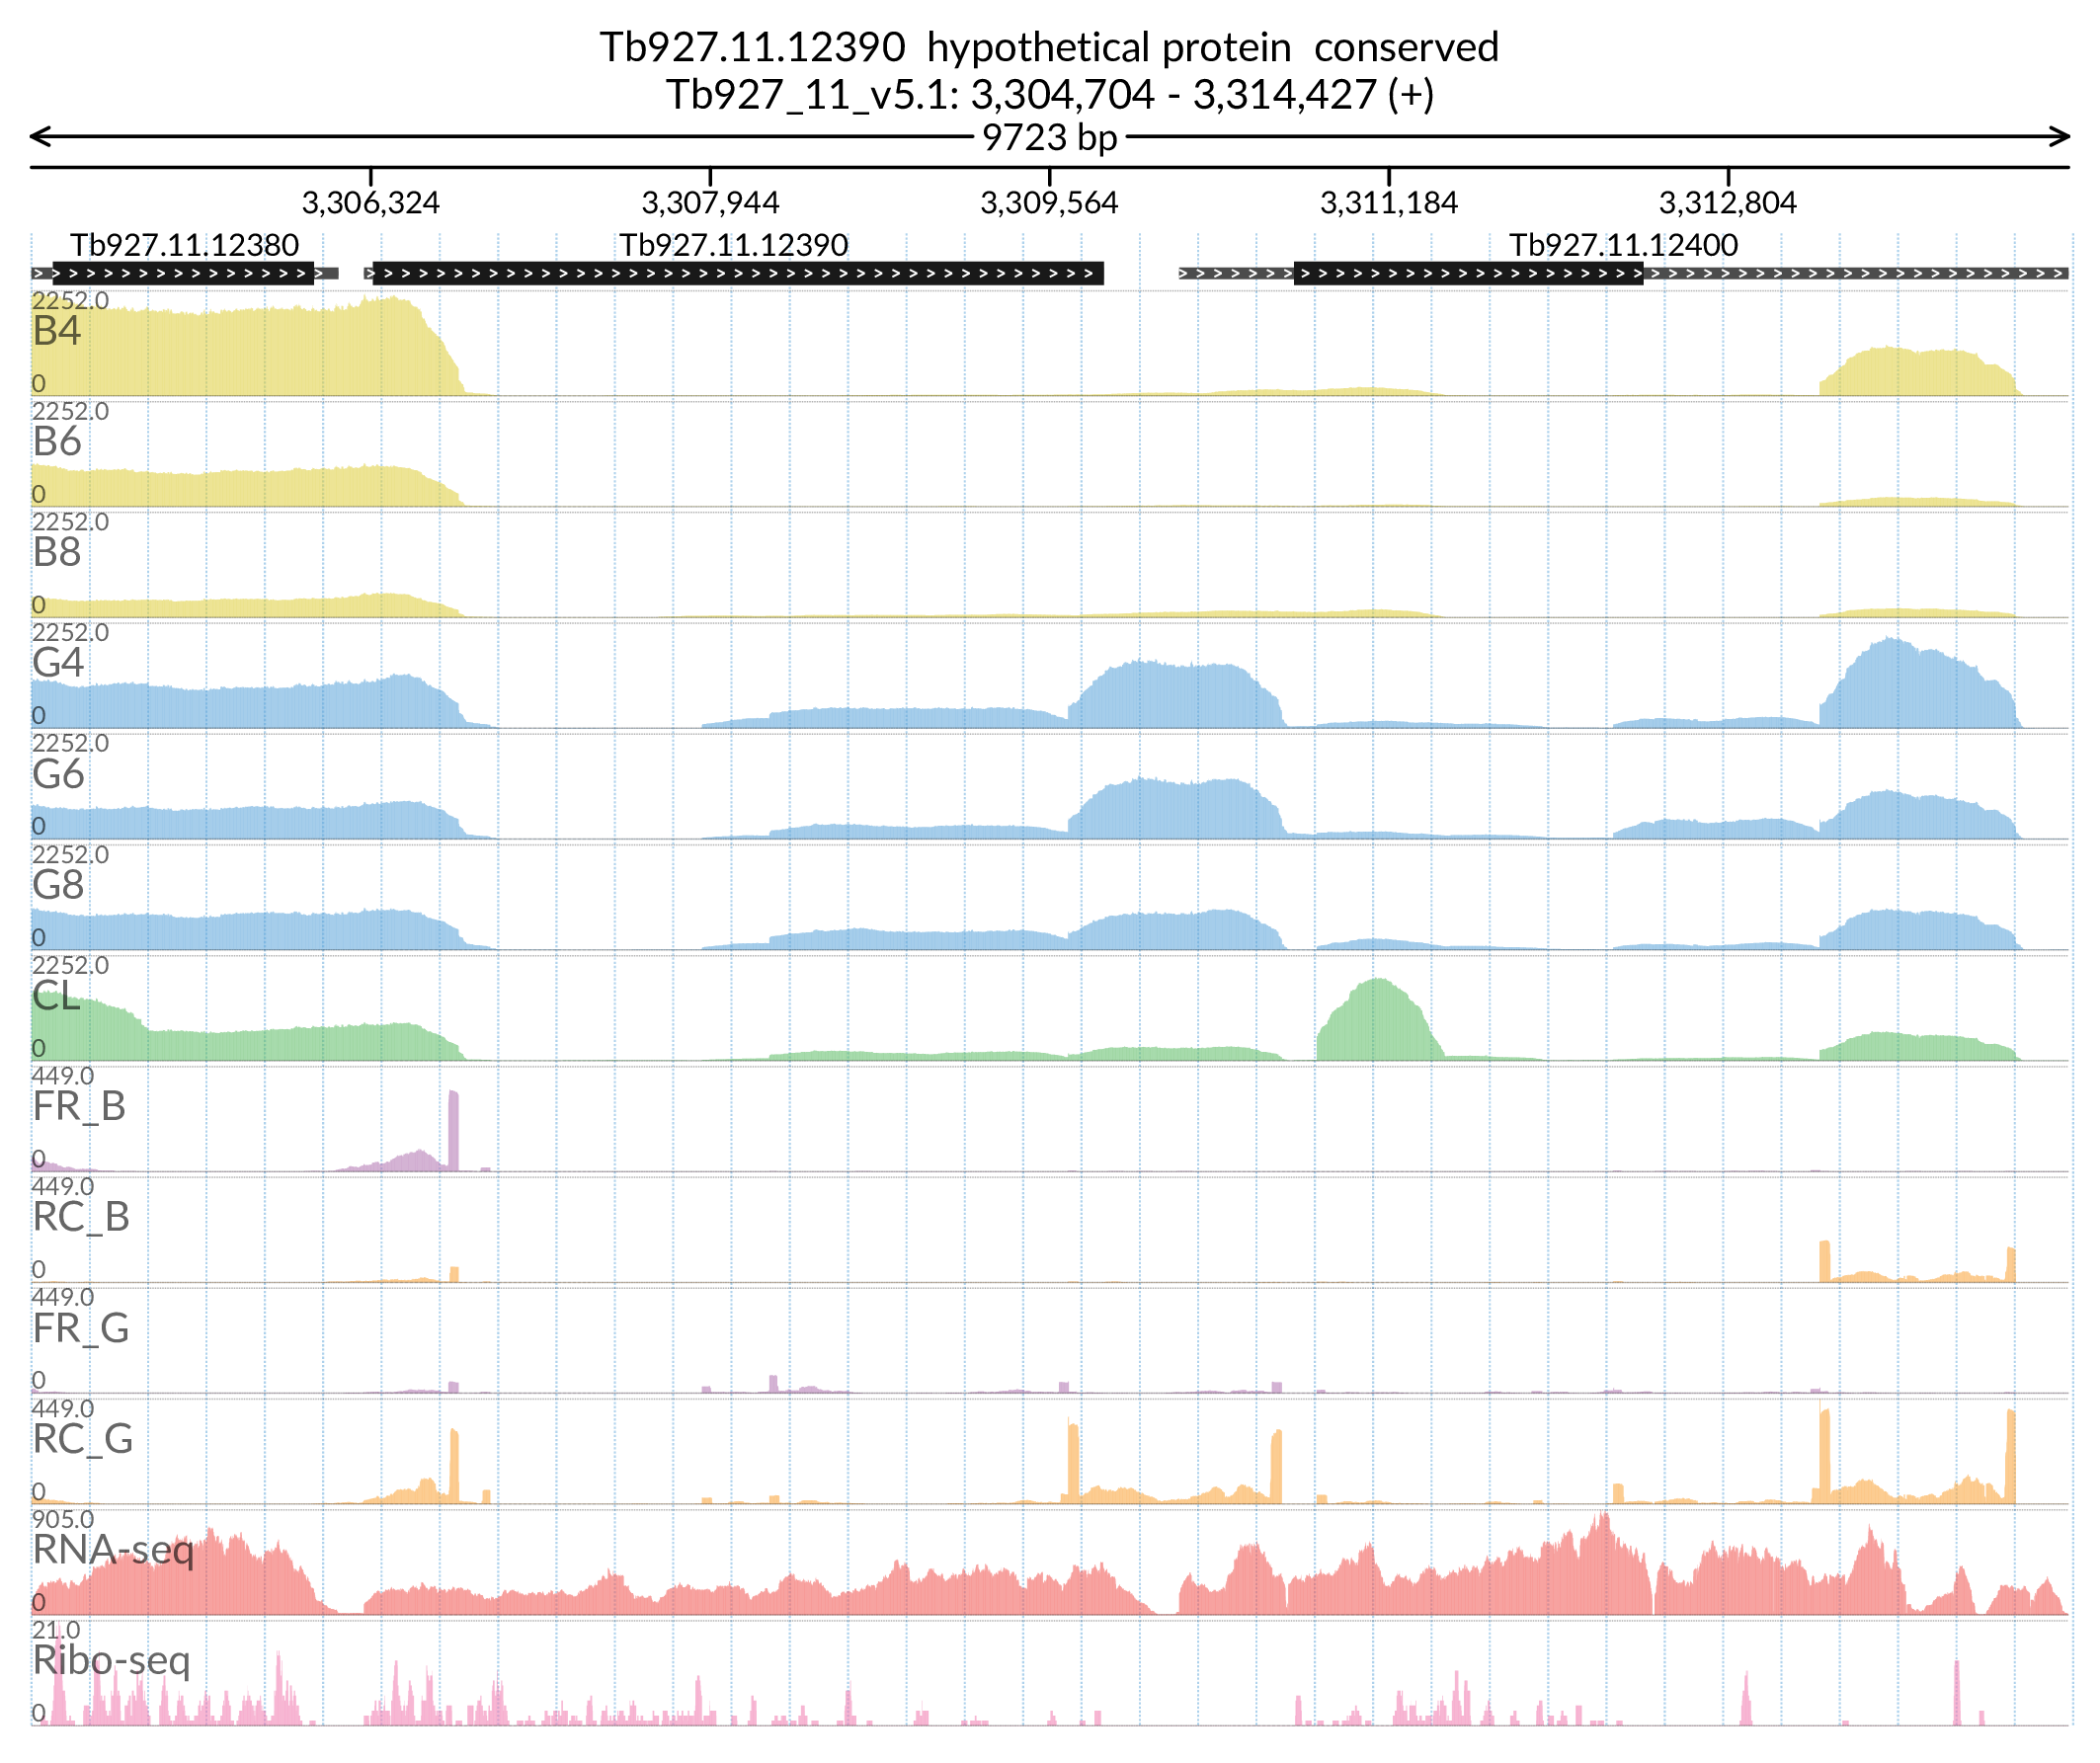 Tb927.11.12390 hypothetical protein conserved
Tb927_11_v5.1: 3,304,704 - 3,314,427 (+)
9723 bp
3,306,324 3,307,944 3,309,564 3,311,184 3,312,804
Tb927.11.12380 Tb927.11.12390 Tb927.11.12400
2252.0
B4
0
2252.0
B6
0
2252.0
B8
0
2252.0
G4
0
2252.0
G6
0
2252.0
G8
0
2252.0
CL
0
449.0
FR_B
0
449.0
RC_B
0
449.0
FR_G
0
449.0
RC_G
0
905.0
RNA-seq
0
21.0
Ribo-seq
0